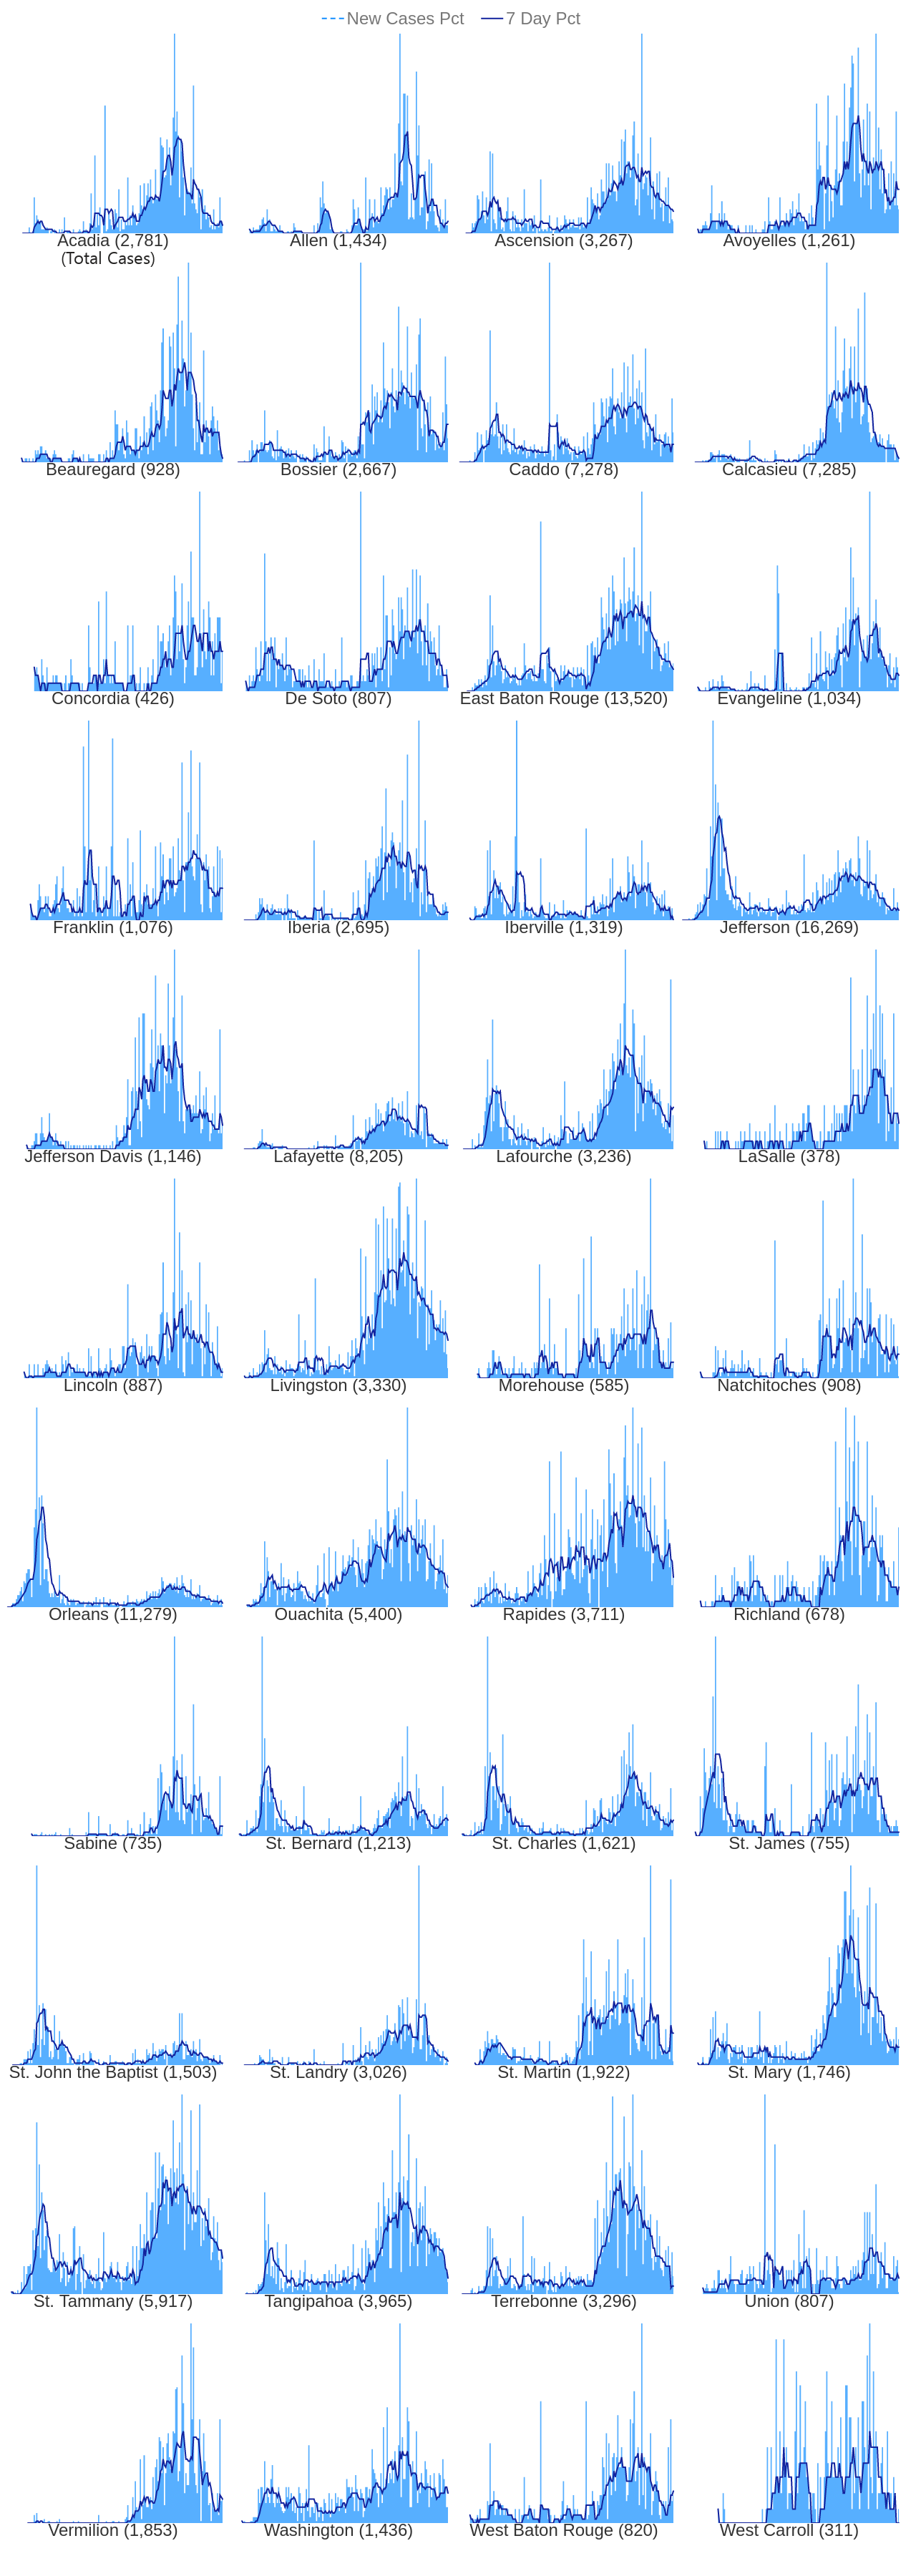 New Cases Pct 7 Day Pct
Acadia (2,781) Allen (1,434) Ascension (3,267) Avoyelles (1,261)
(Total Cases)
Beauregard (928) Bossier (2,667) Caddo (7,278) Calcasieu (7,285)
Concordia (426) De Soto (807) East Baton Rouge (13,520) Evangeline (1,034)
Franklin (1,076) Iberia (2,695) Iberville (1,319) Jefferson (16,269)
Jefferson Davis (1,146) Lafayette (8,205) Lafourche (3,236) LaSalle (378)
Lincoln (887) Livingston (3,330) Morehouse (585) Natchitoches (908)
Orleans (11,279) Ouachita (5,400) Rapides (3,711) Richland (678)
Sabine (735) St. Bernard (1,213) St. Charles (1,621) St. James (755)
St. John the Baptist (1,503) St. Landry (3,026) St. Martin (1,922) St. Mary (1,746)
St. Tammany (5,917) Tangipahoa (3,965) Terrebonne (3,296) Union (807)
Vermilion (1,853) Washington (1,436) West Baton Rouge (820) West Carroll (311)